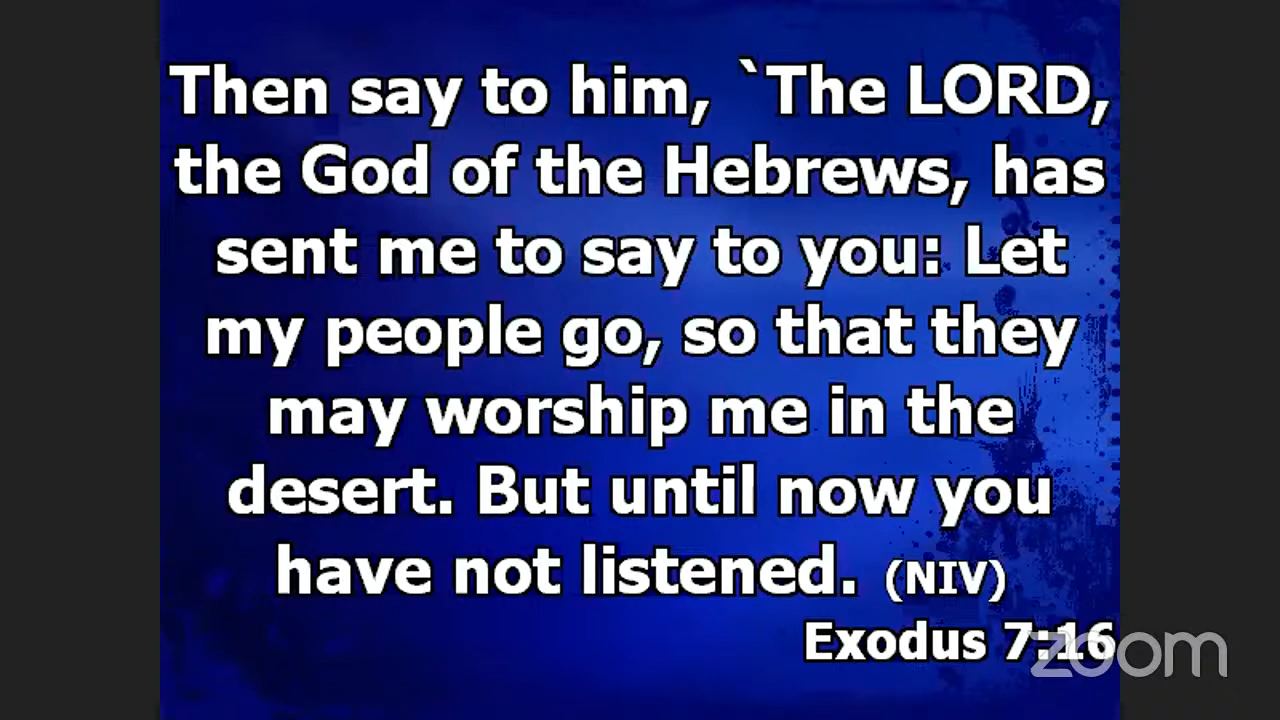 Then say to him, `The LORD,
the God of the Hebrews, has
sent me to say to you: Let
my people go, so that they
may worship me in the
desert. But until now you
have not listened. (NIV)
Exodus 7:16
zoom